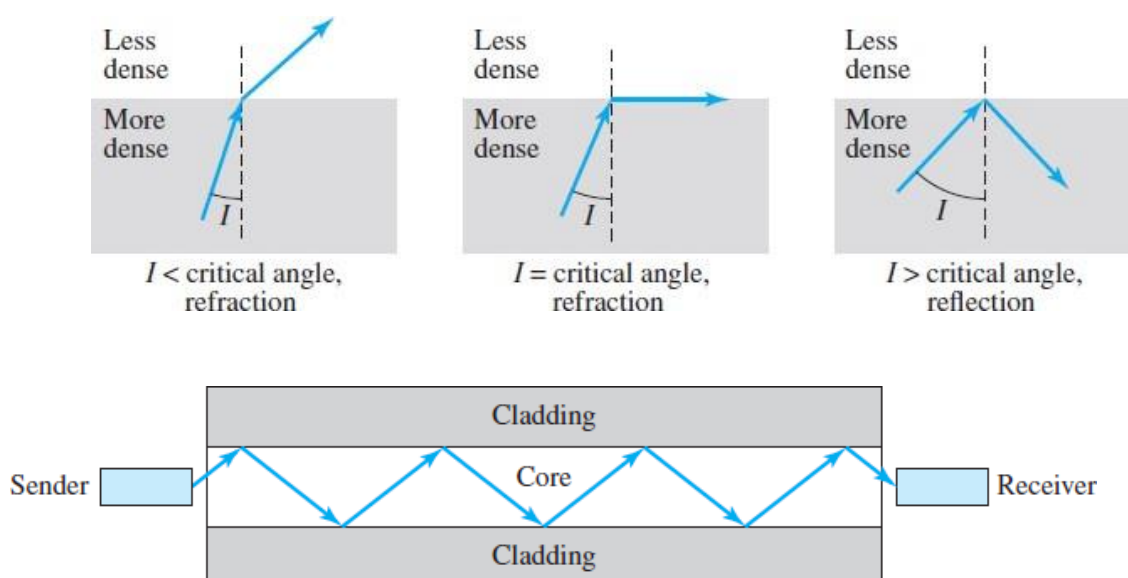 Less
dense
More
dense
I
I < critical angle,
refraction
Less
dense
More
dense
I
I = critical angle,
refraction
Less
dense
More
dense
I
I > critical angle,
reflection
Cladding
Sender
Core
Receiver
Cladding